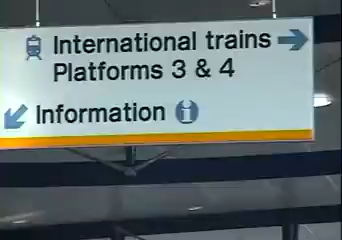 International trains
Platforms 3 & 4
Information i